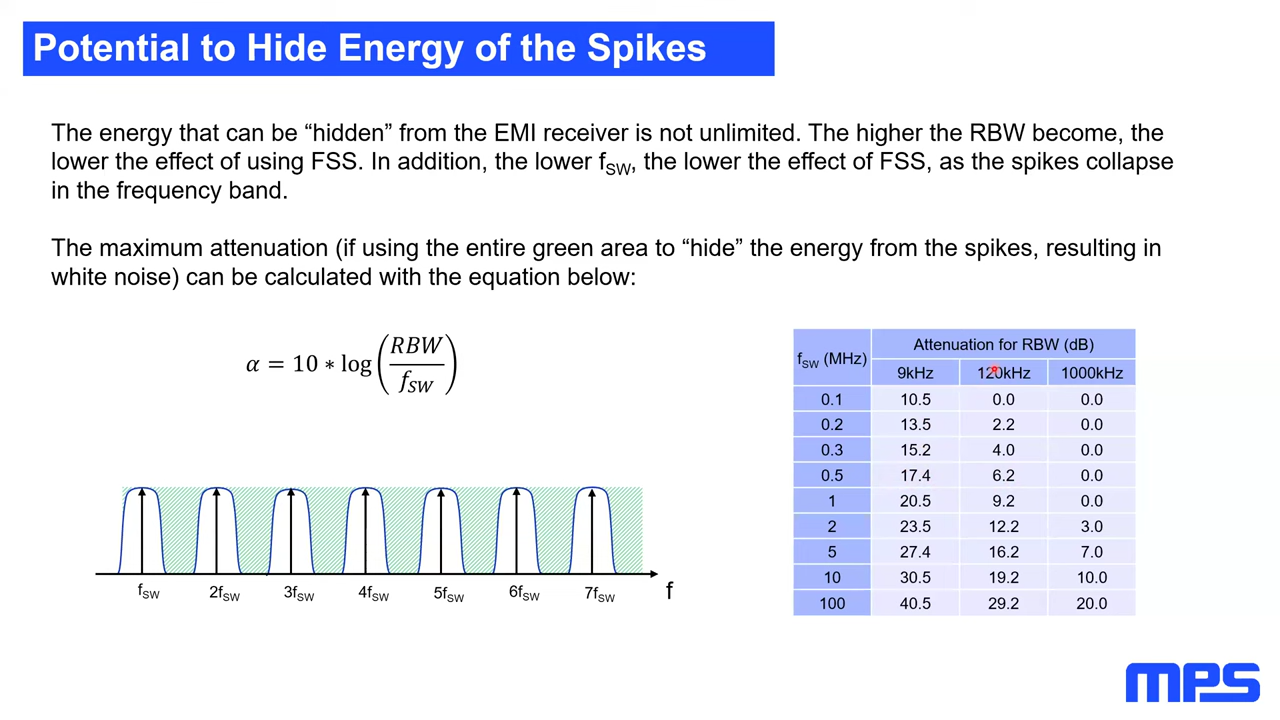 Potential to Hide Energy of the Spikes
The energy that can be “hidden” from the EMI receiver is not unlimited. The higher the RBW become, the
lower the effect of using FSS. In addition, the lower fSW, the lower the effect of FSS, as the spikes collapse
in the frequency band.
The maximum attenuation (if using the entire green area to “hide” the energy from the spikes, resulting in
white noise) can be calculated with the equation below:
α = 10 * log(RBW/fSW)
fSW (MHz) Attenuation for RBW (dB)
9kHz 120kHz 1000kHz
0.1 10.5 0.0 0.0
0.2 13.5 2.2 0.0
0.3 15.2 4.0 0.0
0.5 17.4 6.2 0.0
1 20.5 9.2 0.0
2 23.5 12.2 3.0
5 27.4 16.2 7.0
10 30.5 19.2 10.0
100 40.5 29.2 20.0
fSW 2fSW 3fSW 4fSW 5fSW 6fSW 7fSW f
mps